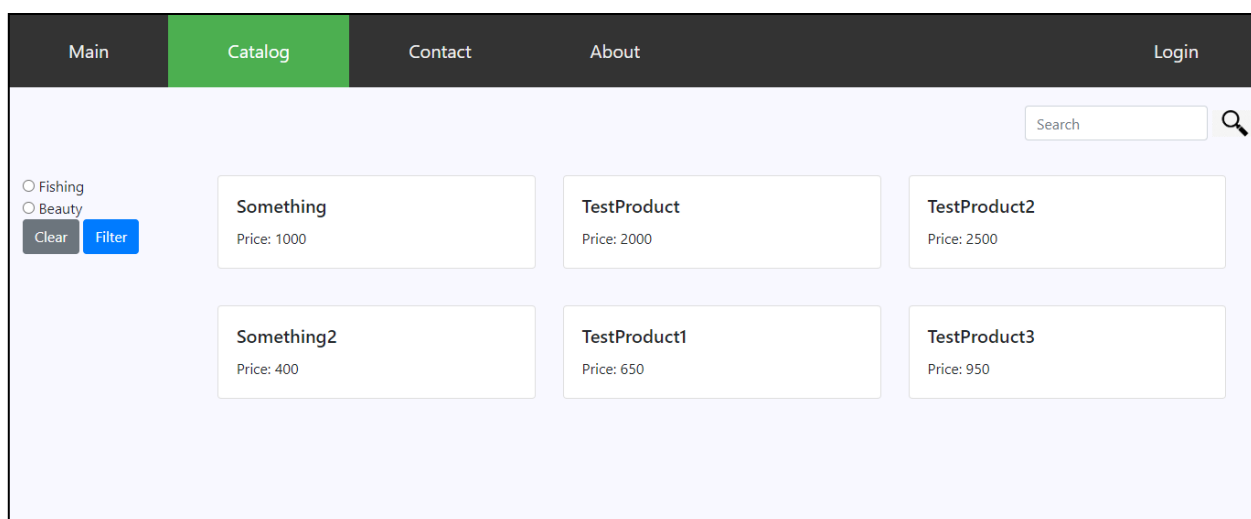 Main Catalog Contact About Login
Search
Fishing
Beauty
Clear Filter
Something TestProduct TestProduct2
Price: 1000 Price: 2000 Price: 2500
Something2 TestProduct1 TestProduct3
Price: 400 Price: 650 Price: 950